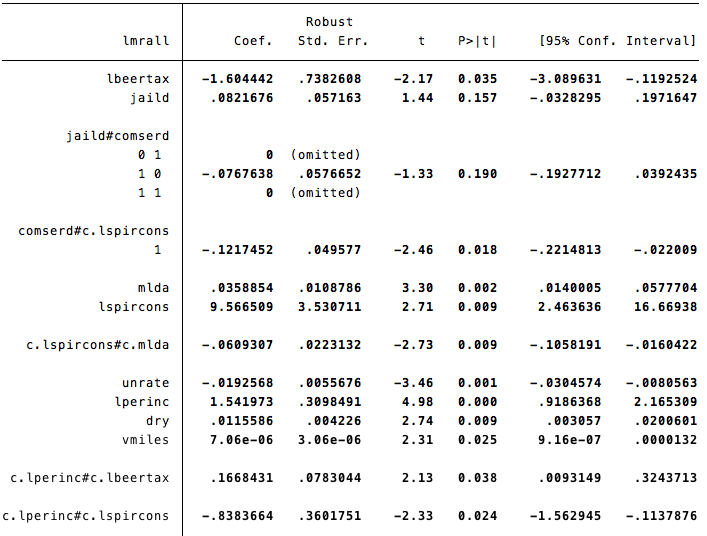 Robust
lmrall Coef. Std. Err. t P>|t| [95% Conf. Interval]
lbeertax -1.604442 .7382608 -2.17 0.035 -3.089631 -.1192524
jaild .0821676 .057163 1.44 0.157 -.0328295 .1971647
jaild#comserd
0 1 0 (omitted)
1 0 -.0767638 .0576652 -1.33 0.190 -.1927712 .0392435
1 1 0 (omitted)
comserd#c.lspircons
1 -.1217452 .049577 -2.46 0.018 -.2214813 -.022009
mlda .0358854 .0108786 3.30 0.002 .0140005 .0577704
lspircons 9.566509 3.530711 2.71 0.009 2.463636 16.66938
c.lspircons#c.mlda -.0609307 .0223132 -2.73 0.009 -.1058191 -.0160422
unrate -.0192568 .0055676 -3.46 0.001 -.0304574 -.0080563
lperinc 1.541973 .3098491 4.98 0.000 .9186368 2.165309
dry .0115586 .004226 2.74 0.009 .003057 .0200601
vmiles 7.06e-06 3.06e-06 2.31 0.025 9.16e-07 .0000132
c.lperinc#c.lbeertax .1668431 .0783044 2.13 0.038 .0093149 .3243713
c.lperinc#c.lspircons -.8383664 .3601751 -2.33 0.024 -1.562945 -.1137876